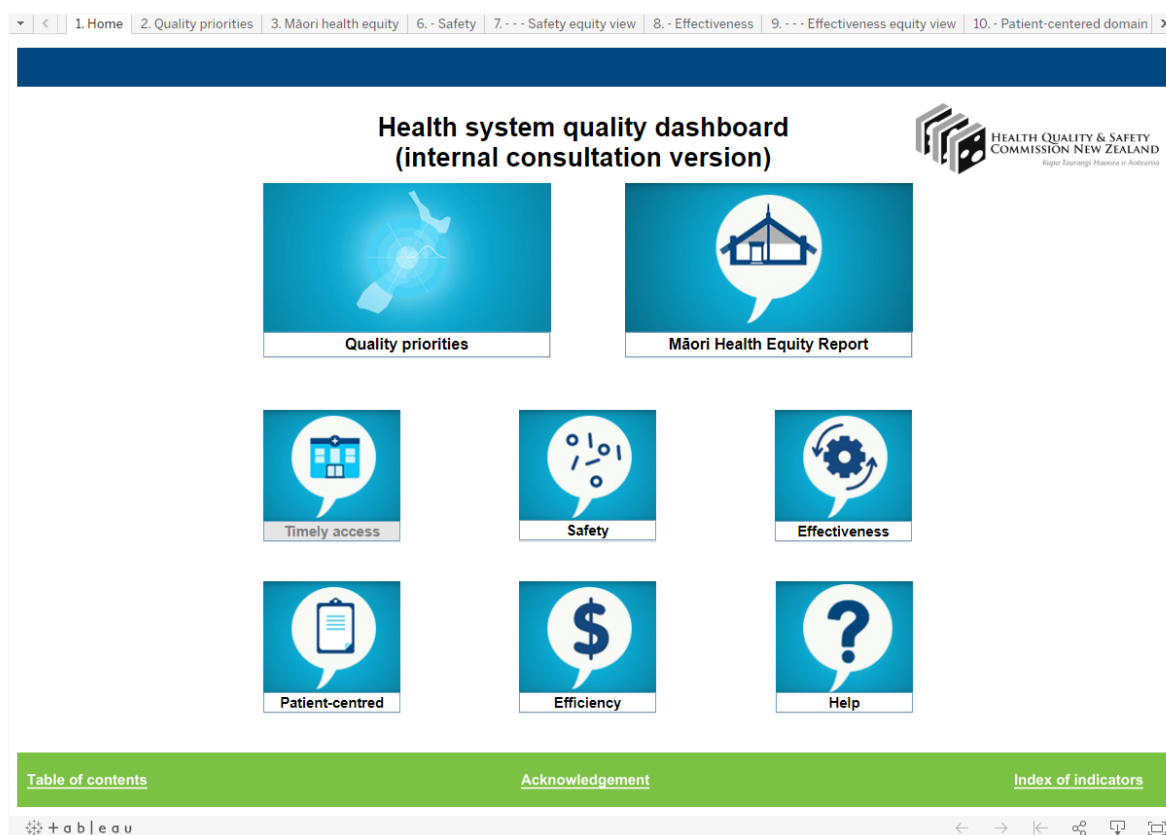 1. Home
2. Quality priorities
3. Māori health equity
6. - Safety
7. - - - Safety equity view
8. - Effectiveness
9. - - - Effectiveness equity view
10. - Patient-centered domain
Health system quality dashboard
(internal consultation version)
HEALTH QUALITY & SAFETY
COMMISSION NEW ZEALAND
Kupu Taurangi Hauora o Aotearoa
Quality priorities
Māori Health Equity Report
Timely access
Safety
Effectiveness
Patient-centred
Efficiency
Help
Table of contents
Acknowledgement
Index of indicators
+ a b | e a u